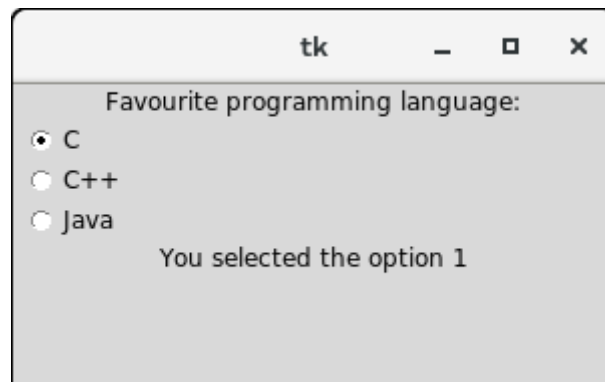 tk
Favourite programming language:
C
C++
Java
You selected the option 1